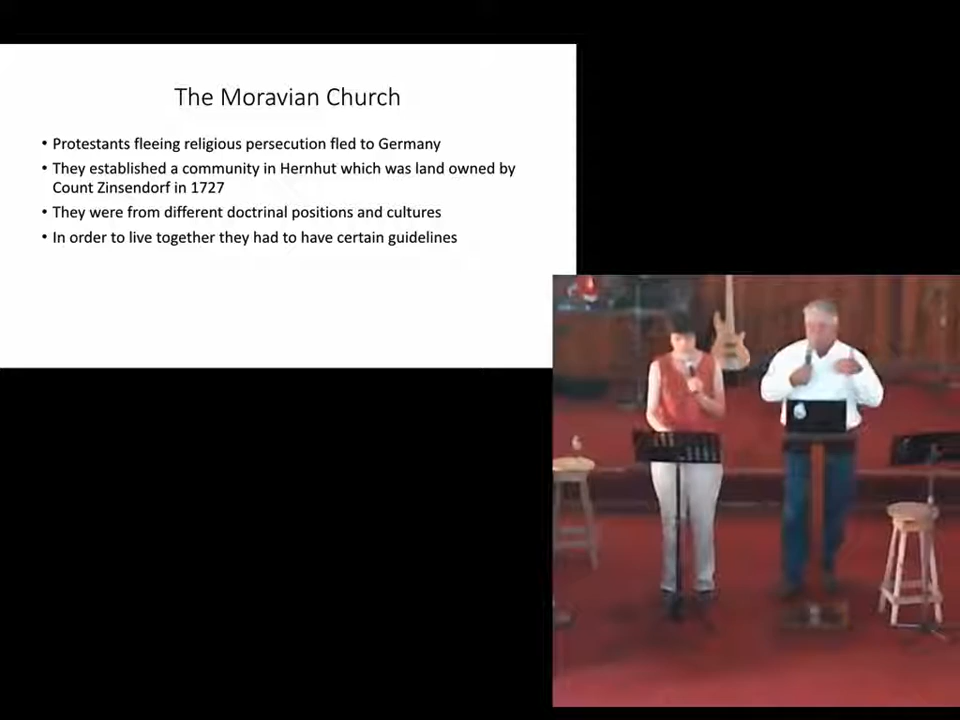 The Moravian Church
• Protestants fleeing religious persecution fled to Germany
• They established a community in Hernhut which was land owned by
Count Zinsendorf in 1727
• They were from different doctrinal positions and cultures
• In order to live together they had to have certain guidelines